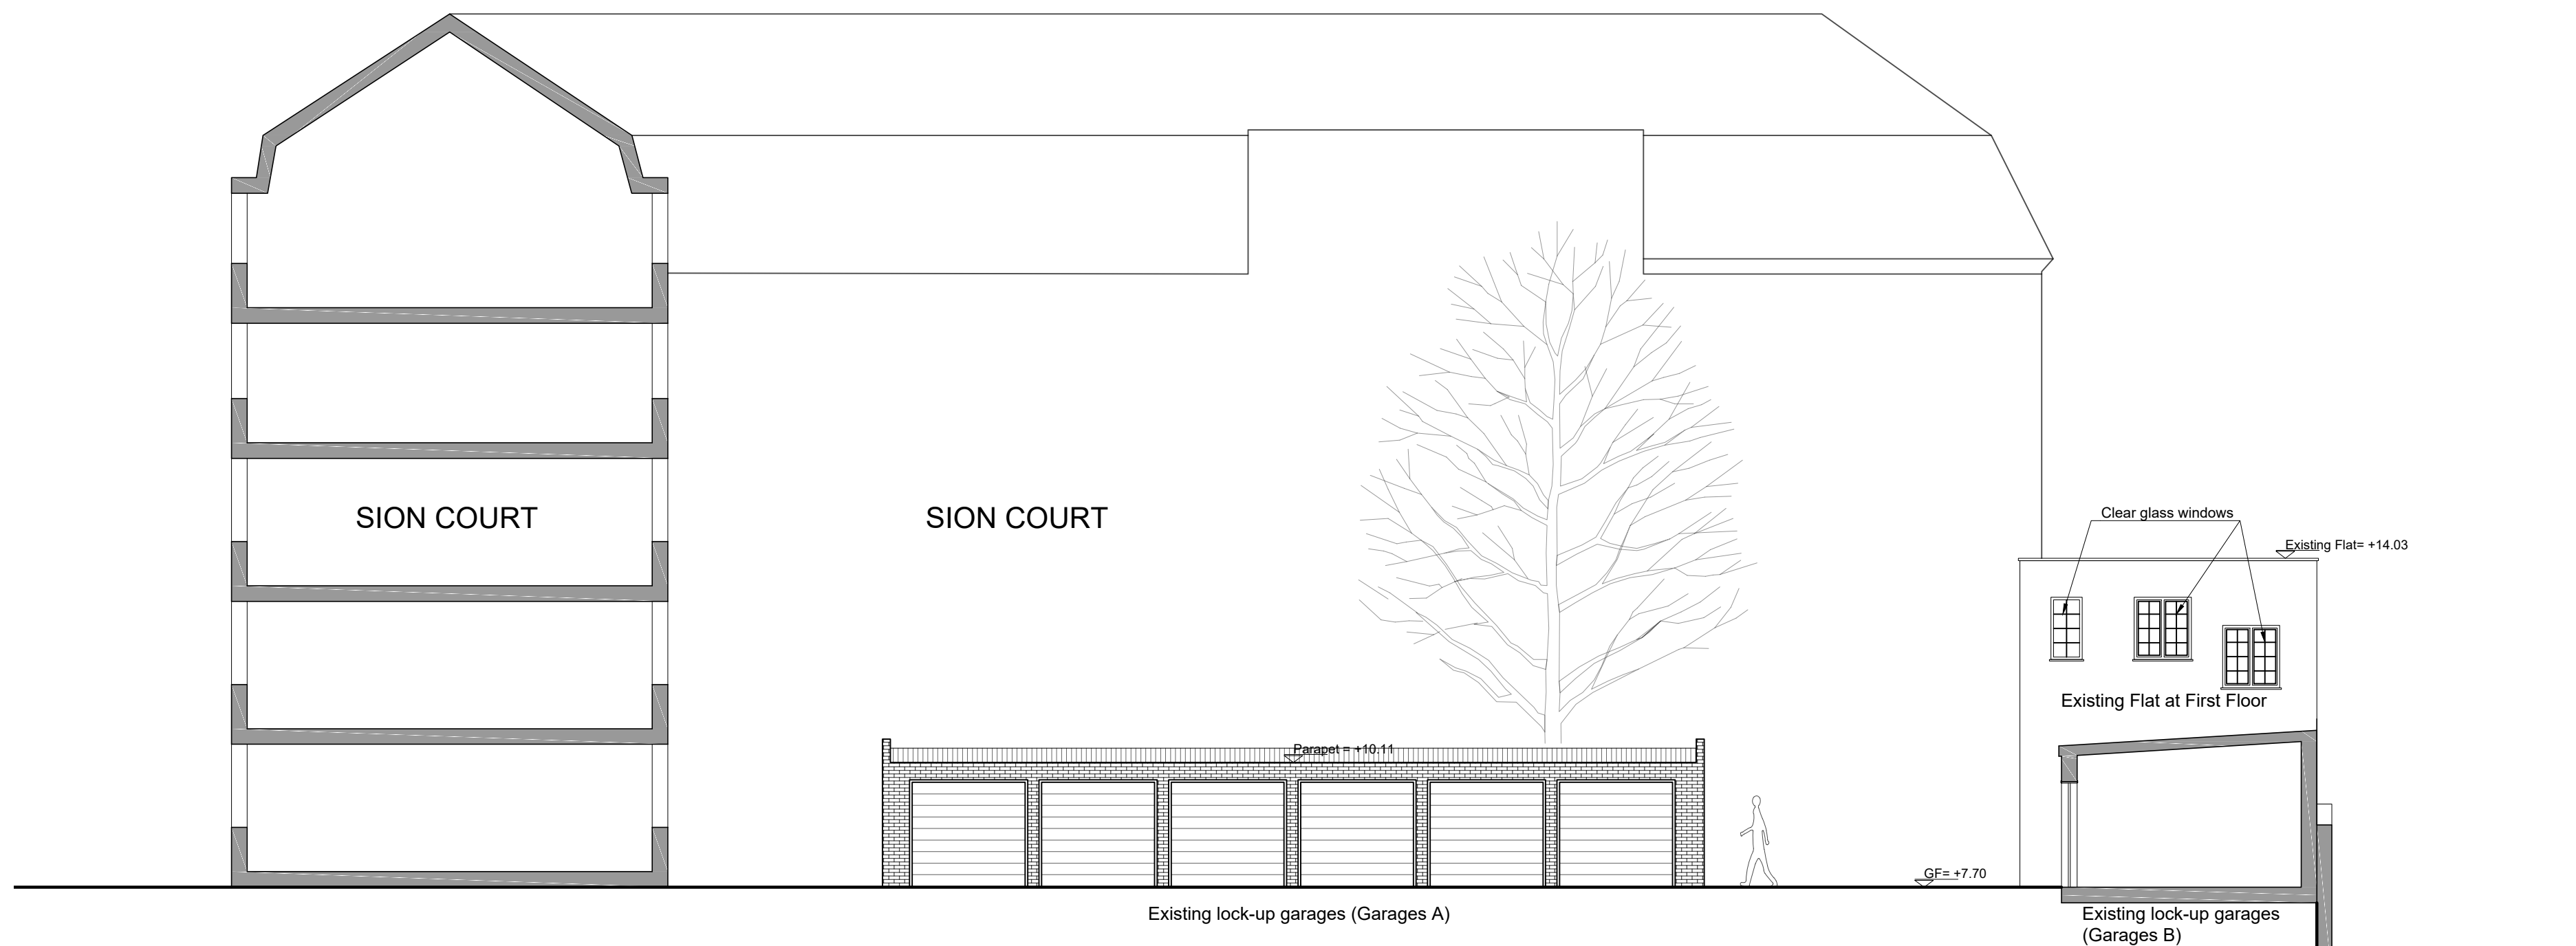 SION COURT
SION COURT
Clear glass windows
Existing Flat= +14.03
Existing Flat at First Floor
Parapet = +10.11
GF= +7.70
Existing lock-up garages (Garages A)
Existing lock-up garages
(Garages B)